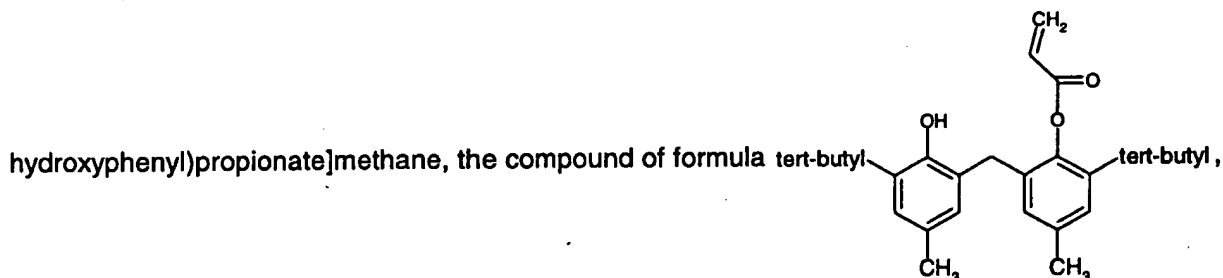 CH₂
O
OH
O
hydroxyphenyl)propionate]methane, the compound of formula tert-butyl tert-butyl ,
CH₃ CH₃